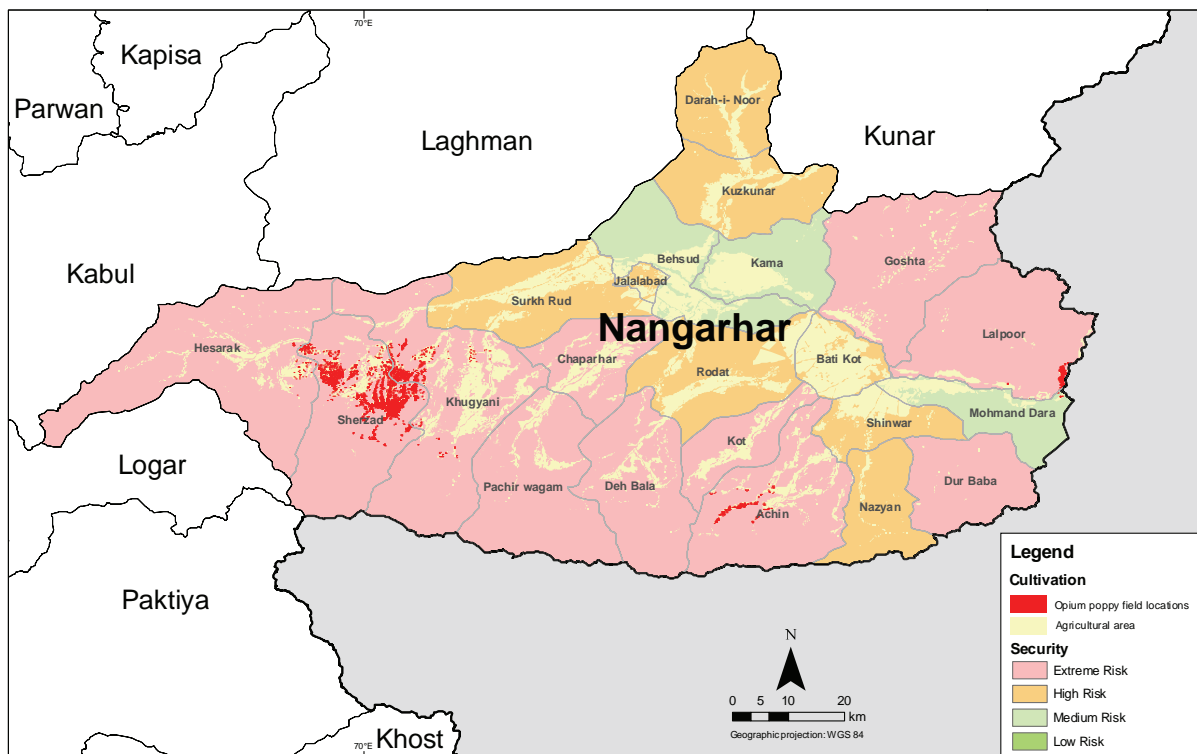 70°E
Kapisa
Parwan
Laghman
Kunar
Darah-i- Noor
Kuzkunar
Kabul
Behsud
Kama
Goshta
Jalalabad
Surkh Rud
Nangarhar
Lalpoor
Hesarak
Chaparhar
Bati Kot
Rodat
Khugyani
Mohmand Dara
Sherzad
Shinwar
Kot
Logar
Pachir wagam
Deh Bala
Dur Baba
Achin
Nazyan
Paktiya
Khost
70°E
N
0 5 10 20
km
Geographic projection: WGS 84
Legend
Cultivation
Opium poppy field locations
Agricultural area
Security
Extreme Risk
High Risk
Medium Risk
Low Risk